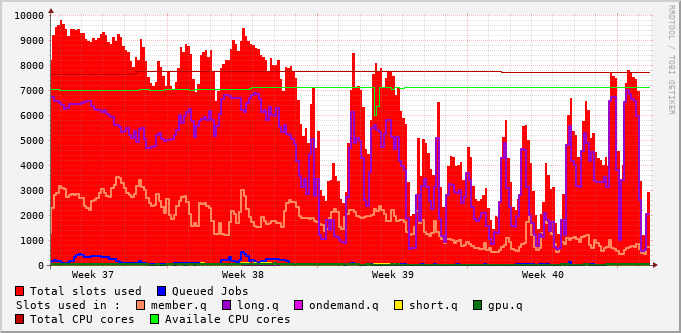 10000
9000
8000
7000
6000
5000
4000
3000
2000
1000
0
Week 37 Week 38 Week 39 Week 40
Total slots used Queued Jobs
Slots used in : member.q long.q ondemand.q short.q gpu.q
Total CPU cores Availale CPU cores
RRDTOOL / TOBI OETIKER